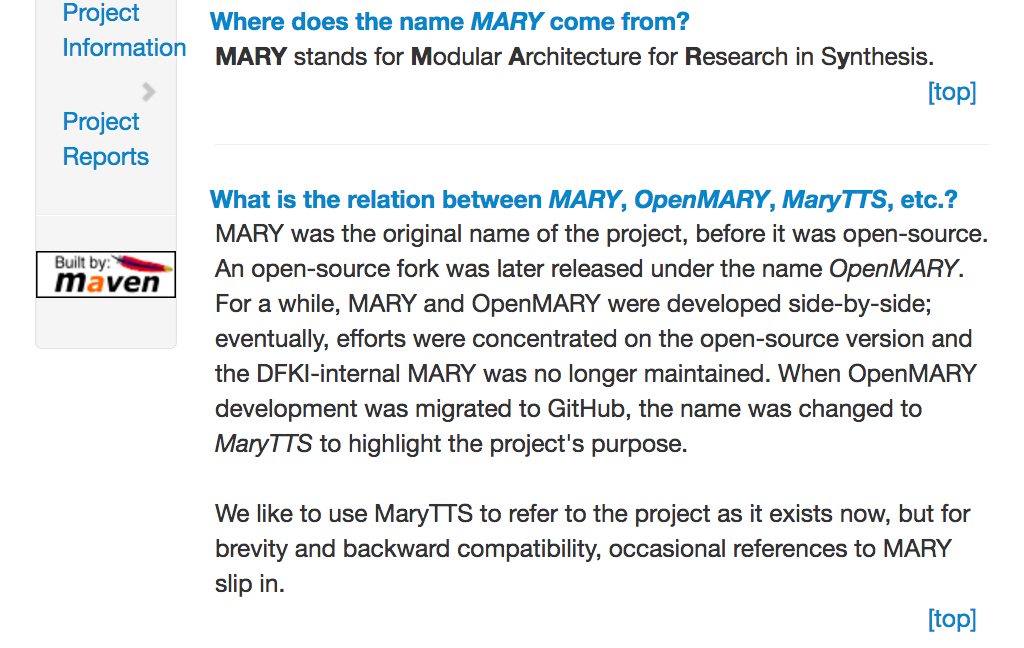 Project
Information
Project
Reports
Built by:
maven
Where does the name MARY come from?
MARY stands for Modular Architecture for Research in Synthesis.
[top]
What is the relation between MARY, OpenMARY, MaryTTS, etc.?
MARY was the original name of the project, before it was open-source.
An open-source fork was later released under the name OpenMARY.
For a while, MARY and OpenMARY were developed side-by-side;
eventually, efforts were concentrated on the open-source version and
the DFKI-internal MARY was no longer maintained. When OpenMARY
development was migrated to GitHub, the name was changed to
MaryTTS to highlight the project's purpose.
We like to use MaryTTS to refer to the project as it exists now, but for
brevity and backward compatibility, occasional references to MARY
slip in.
[top]